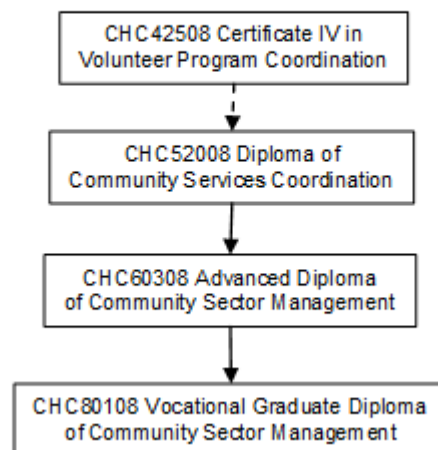 CHC42508 Certificate IV in
Volunteer Program Coordination
CHC52008 Diploma of
Community Services Coordination
CHC60308 Advanced Diploma
of Community Sector Management
CHC80108 Vocational Graduate Diploma
of Community Sector Management